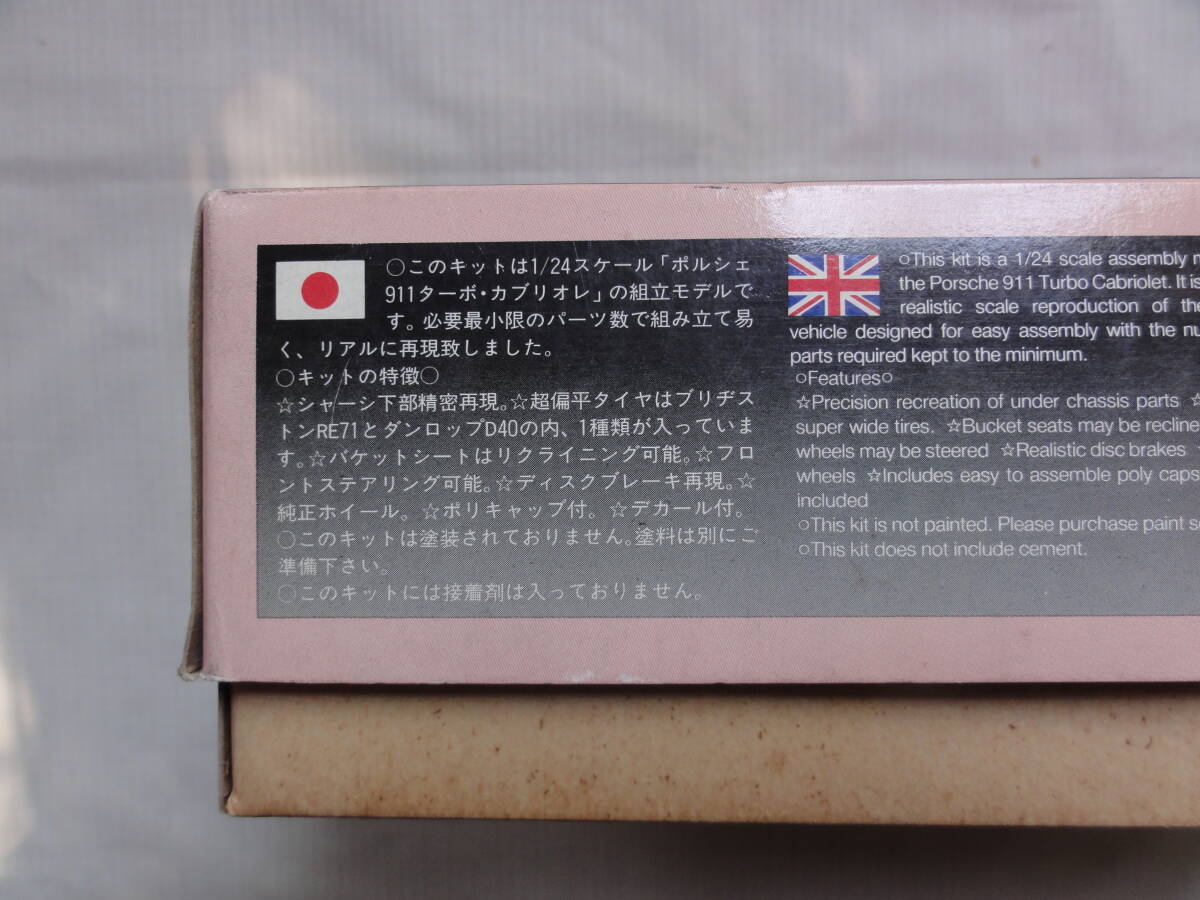 ○このキットは1/24スケール「ポルシェ
911ターボ・カブリオレ」の組立モデルで
す。必要最小限のパーツ数で組み立て易
く、リアルに再現致しました。
○キットの特徴○
☆シャーシ下部精密再現。☆超偏平タイヤはブリヂス
トンRE71とダンロップD40の内、1種類が入っていま
す。☆バケットシートはリクライニング可能。☆フロ
ントステアリング可能。☆ディスクブレーキ再現。☆
純正ホイール。☆ポリキャップ付。☆デカール付。
○このキットは塗装されておりません。塗料は別にご
準備下さい。
○このキットには接着剤は入っておりません。
○This kit is a 1/24 scale assembly
the Porsche 911 Turbo Cabriolet. It is
realistic scale reproduction of the
vehicle designed for easy assembly with the
parts required kept to the minimum.
○Features○
☆Precision recreation of under chassis parts ☆
super wide tires. ☆Bucket seats may be
wheels may be steered ☆Realistic disc brakes
wheels ☆Includes easy to assemble poly caps
included
○This kit is not painted. Please purchase paint
○This kit does not include cement.